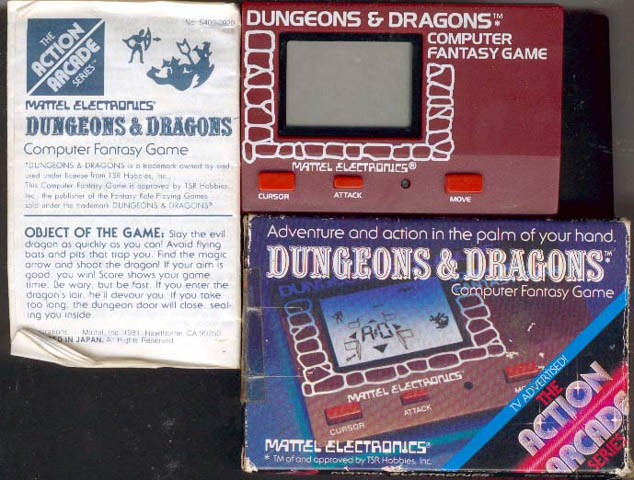 No. 5409-0920
THE
ACTION
ARCADE
SERIES™
MATTEL ELECTRONICS®
DUNGEONS & DRAGONS
Computer Fantasy Game
*DUNGEONS & DRAGONS is a trademark owned by and
used under license from TSR Hobbies, Inc.,
This Computer Fantasy Game is approved by TSR Hobbies,
Inc., the publisher of the Fantasy Role-Playing Games
sold under the trademark DUNGEONS & DRAGONS®
OBJECT OF THE GAME: Slay the evil
dragon as quickly as you can! Avoid flying
bats and pits that trap you. Find the magic
arrow and shoot the dragon! If your aim is
good, you win! Score shows your game
time. Be wary, but be fast. If you enter the
dragon's lair, he'll devour you. If you take
too long, the dungeon door will close, seal-
ing you inside.
Mattel, Inc. 1981, Hawthorne, CA 90250
IN JAPAN. All Rights Reserved
DUNGEONS & DRAGONS™*
COMPUTER
FANTASY GAME
MATTEL ELECTRONICS®
CURSOR ATTACK MOVE
Adventure and action in the palm of your hand.
DUNGEONS & DRAGONS™*
Computer Fantasy Game
MATTEL ELECTRONICS
CURSOR
ATTACK
TV ADVERTISED!
THE
ACTION
ARCADE
SERIES
MATTEL ELECTRONICS®
* TM of and approved by TSR Hobbies, Inc.